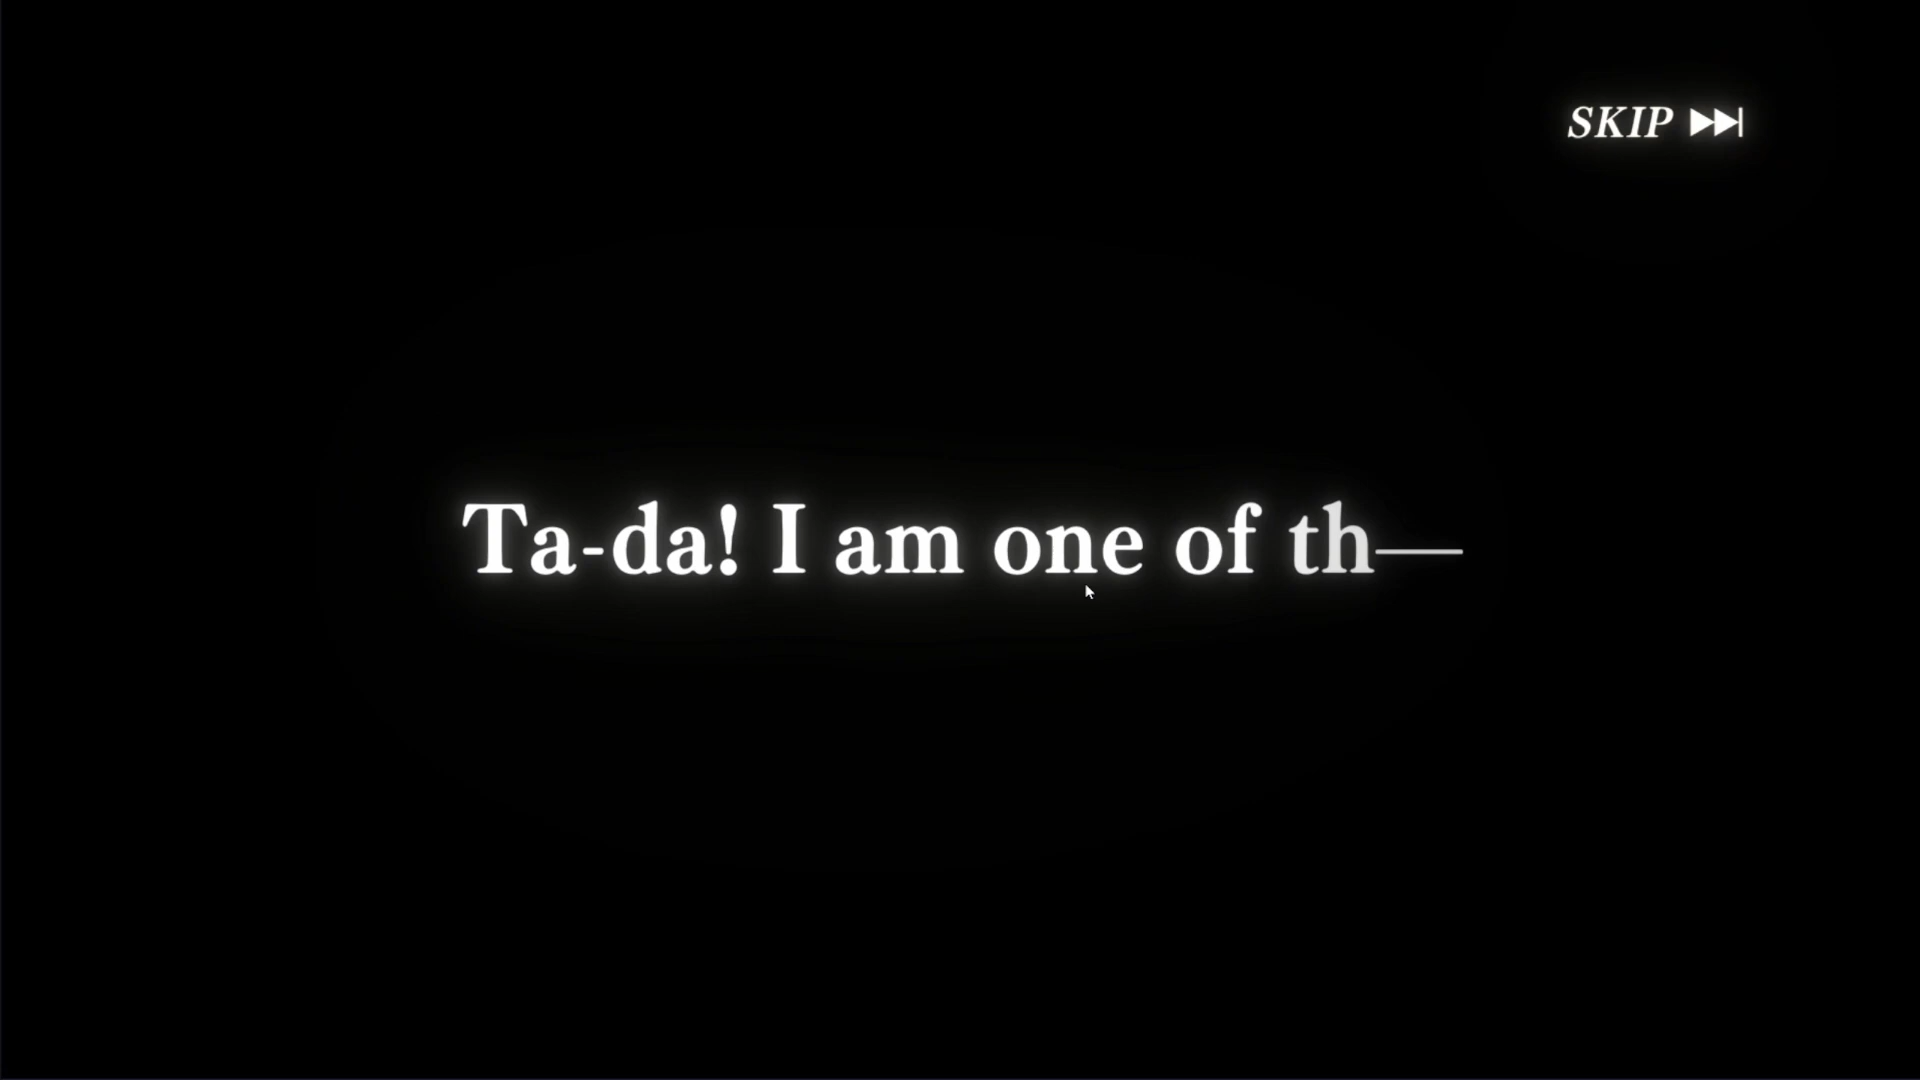 SKIP
Ta-da! I am one of th—